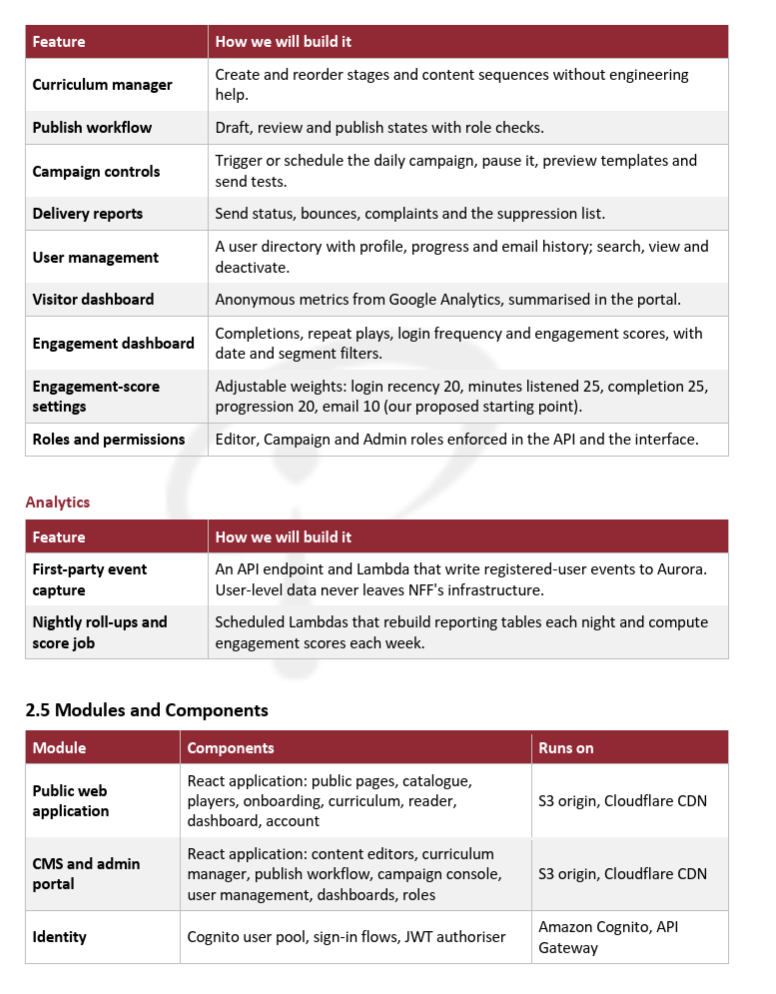 Feature How we will build it
Curriculum manager Create and reorder stages and content sequences without engineering
help.
Publish workflow Draft, review and publish states with role checks.
Campaign controls Trigger or schedule the daily campaign, pause it, preview templates and
send tests.
Delivery reports Send status, bounces, complaints and the suppression list.
User management A user directory with profile, progress and email history; search, view and
deactivate.
Visitor dashboard Anonymous metrics from Google Analytics, summarised in the portal.
Engagement dashboard Completions, repeat plays, login frequency and engagement scores, with
date and segment filters.
Engagement-score Adjustable weights: login recency 20, minutes listened 25, completion 25,
settings progression 20, email 10 (our proposed starting point).
Roles and permissions Editor, Campaign and Admin roles enforced in the API and the interface.
Analytics
Feature How we will build it
First-party event An API endpoint and Lambda that write registered-user events to Aurora.
capture User-level data never leaves NFF's infrastructure.
Nightly roll-ups and Scheduled Lambdas that rebuild reporting tables each night and compute
score job engagement scores each week.
2.5 Modules and Components
Module Components Runs on
Public web React application: public pages, catalogue,
application players, onboarding, curriculum, reader, S3 origin, Cloudflare CDN
dashboard, account
CMS and admin React application: content editors, curriculum
portal manager, publish workflow, campaign console, S3 origin, Cloudflare CDN
user management, dashboards, roles
Identity Cognito user pool, sign-in flows, JWT authoriser Amazon Cognito, API
Gateway